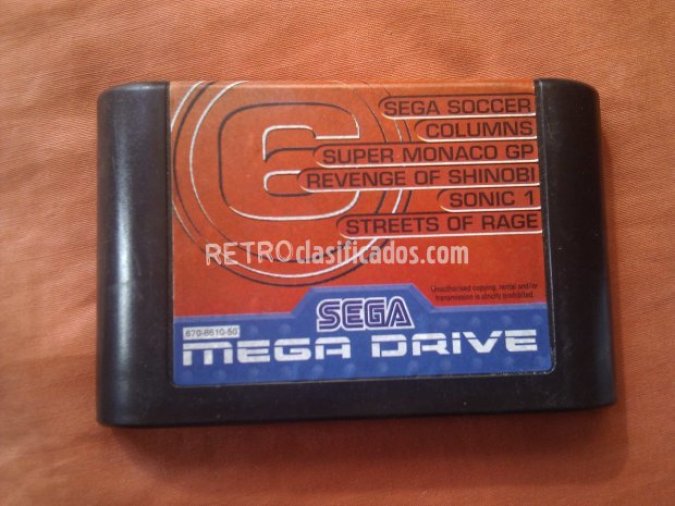 6
SEGA SOCCER
COLUMNS
SUPER MONACO GP
REVENGE OF SHINOBI
SONIC 1
STREETS OF RAGE
RETROclasificados.com
Unauthorised copying, rental and/or
transmission is strictly prohibited.
SEGA
670-8610-50
MEGA DRIVE